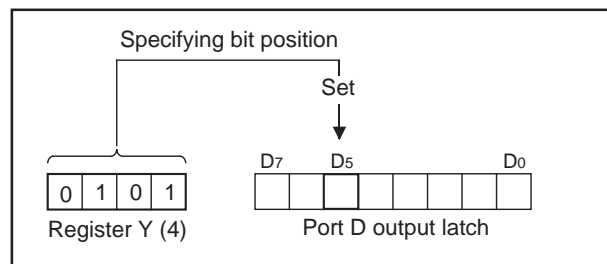 Specifying bit position
Set
D7 D5 D0
0 1 0 1
Register Y (4) Port D output latch